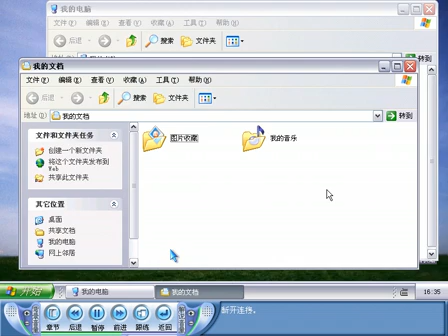 我的电脑
文件(F) 编辑(E) 查看(V) 收藏(A) 工具(T) 帮助(H)
后退 搜索 文件夹
我的文档
文件(F) 编辑(E) 查看(V) 收藏(A) 工具(T) 帮助(H)
后退 搜索 文件夹
地址(D) 我的文档 转到
文件和文件夹任务
创建一个新文件夹
将这个文件夹发布到
Web
共享此文件夹
其它位置
桌面
共享文档
我的电脑
网上邻居
图片收藏
我的音乐
转到
开始 我的电脑 我的文档 16:35
章节 后退 暂停 前进 跟练 返回